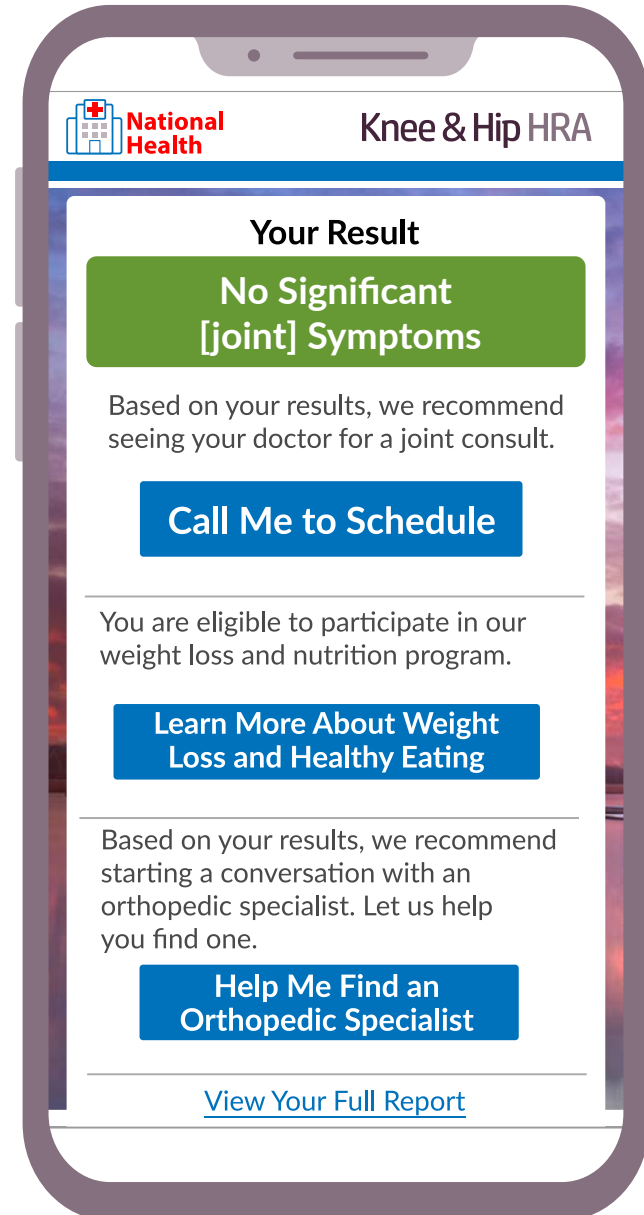 National
Health
Knee & Hip HRA
Your Result
No Significant
[joint] Symptoms
Based on your results, we recommend
seeing your doctor for a joint consult.
Call Me to Schedule
You are eligible to participate in our
weight loss and nutrition program.
Learn More About Weight
Loss and Healthy Eating
Based on your results, we recommend
starting a conversation with an
orthopedic specialist. Let us help
you find one.
Help Me Find an
Orthopedic Specialist
View Your Full Report